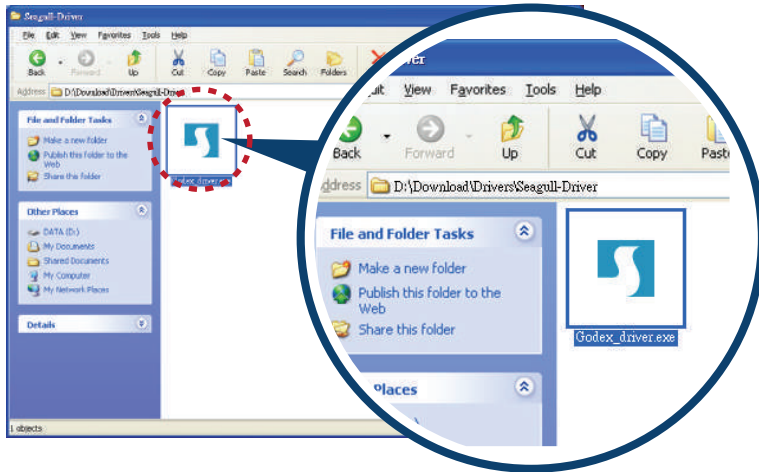 Seagull-Driver
File Edit View Favorites Tools Help
Back Forward Up Cut Copy Paste Search Folders
Address D:\Download\Drivers\Seagull-Driver
File and Folder Tasks
Make a new folder
Publish this folder to the
Web
Share this folder
Other Places
DATA (D:)
My Documents
Shared Documents
My Computer
My Network Places
Details
1 objects
Godex_driver.exe
iver
View Favorites Tools Help
Back Forward Up Cut Copy Past
ddress D:\Download\Drivers\Seagull-Driver
File and Folder Tasks
Make a new folder
Publish this folder to the
Web
Share this folder
Places
Godex_driver.exe